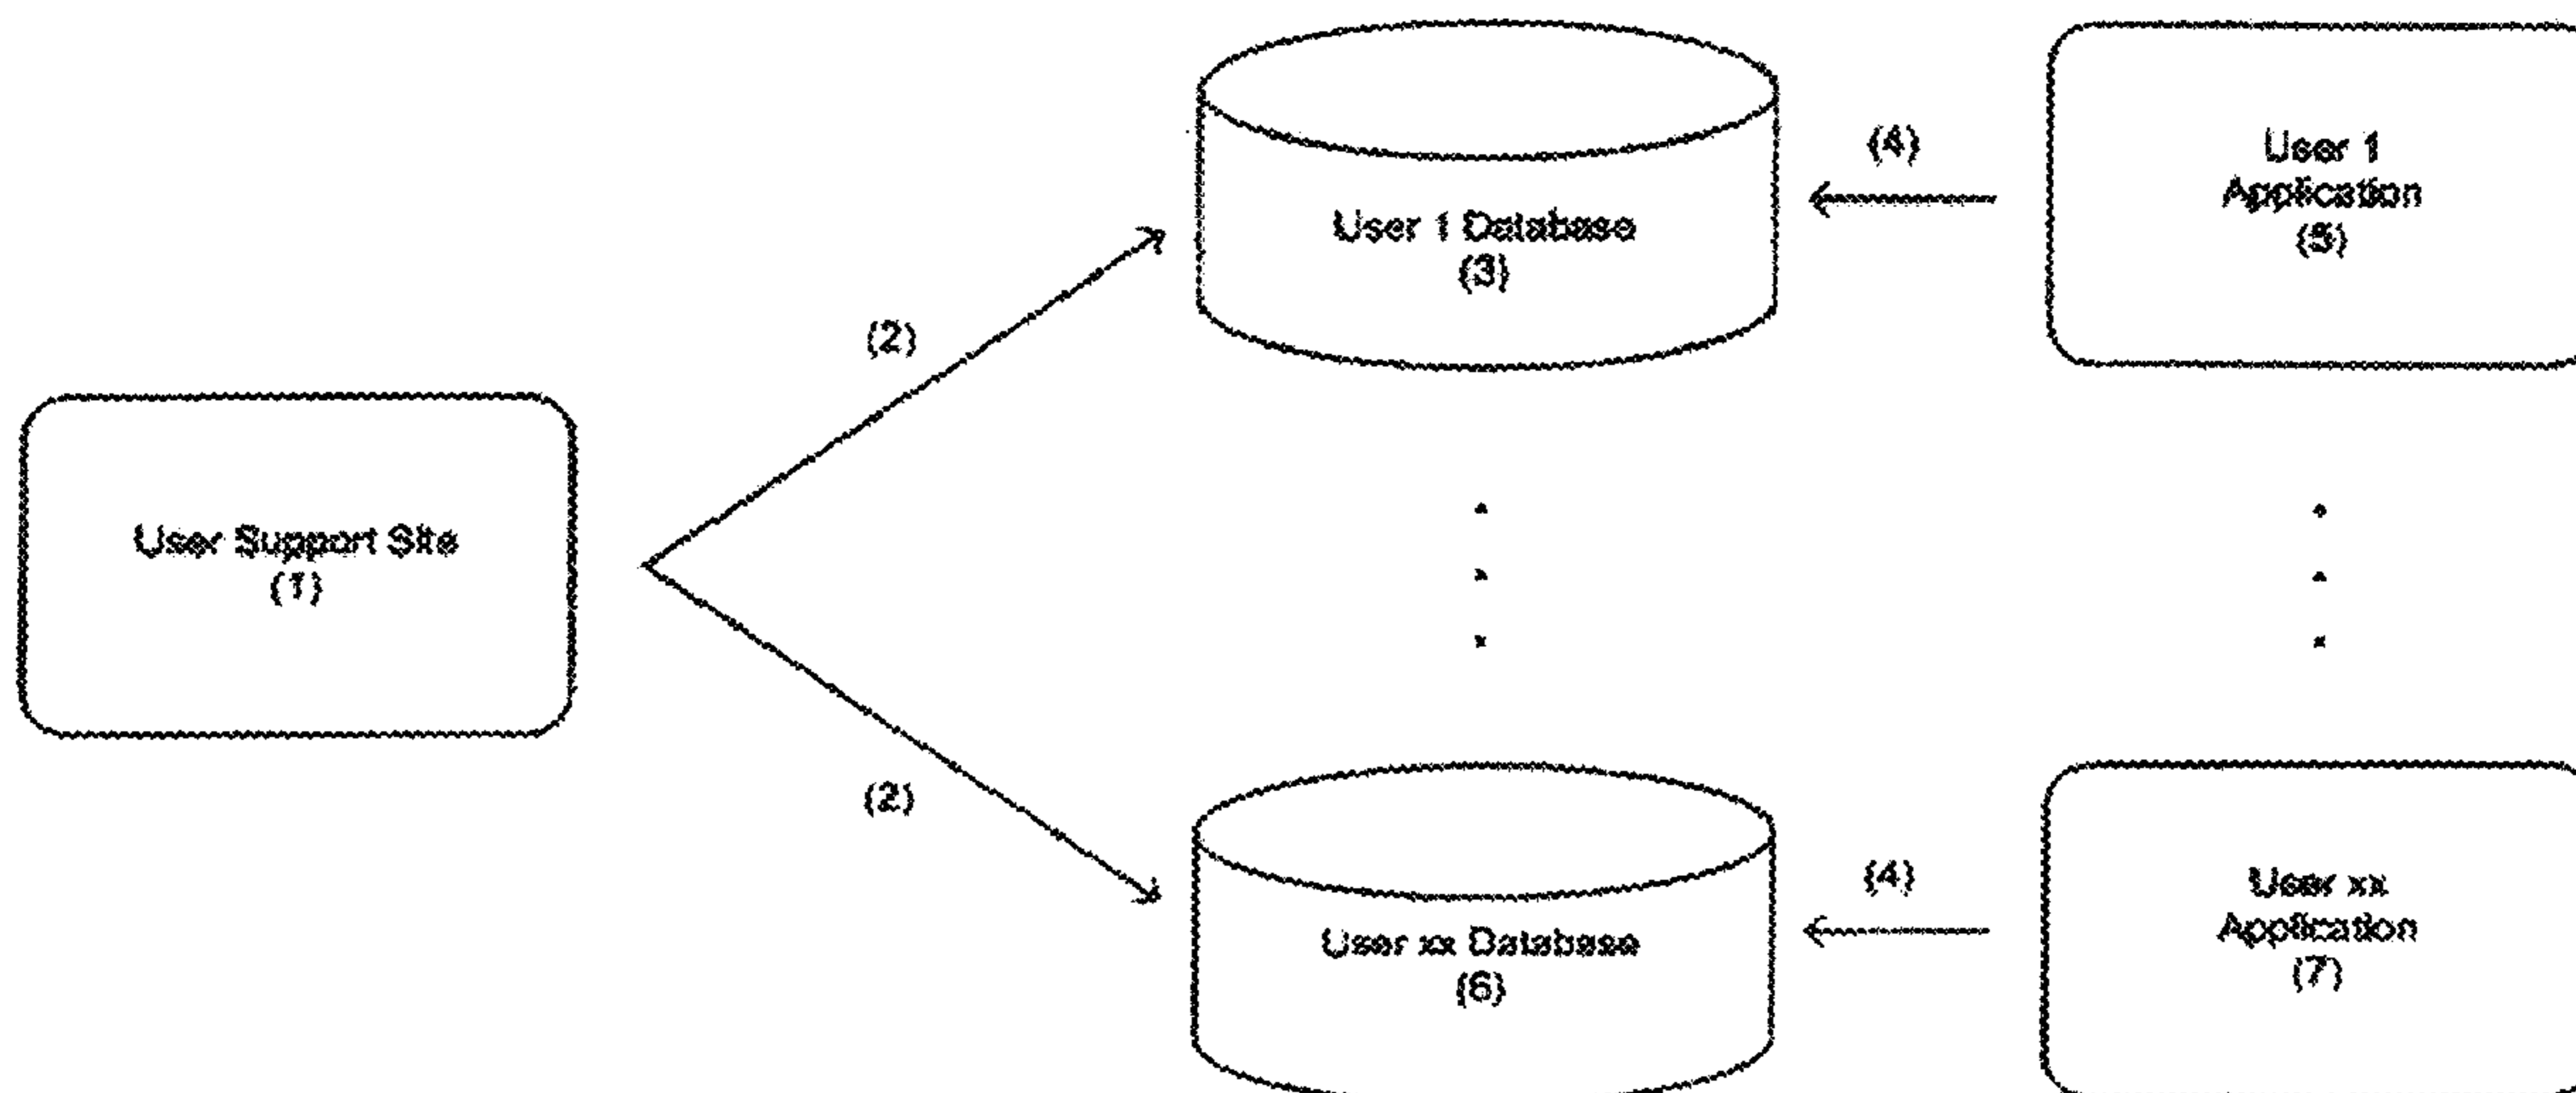 (4)
User 1
Application
(5)
User 1 Database
(3)
(2)
User Support Site
(1)
(2)
(4)
User xx
Application
(7)
User xx Database
(6)